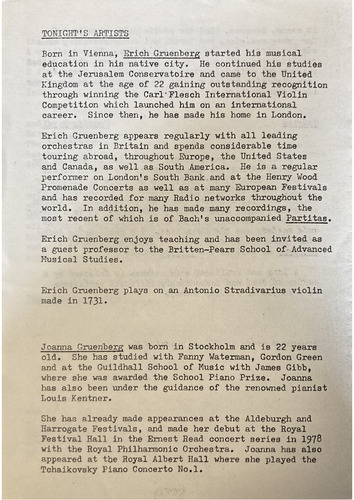 TONIGHT'S ARTISTS
Born in Vienna, Erich Gruenberg started his musical
education in his native city. He continued his studies
at the Jerusalem Conservatoire and came to the United
Kingdom at the age of 22 gaining outstanding recognition
through winning the Carl Flesch International Violin
Competition which launched him on an international
career. Since then, he has made his home in London.
Erich Gruenberg appears regularly with all leading
orchestras in Britain and spends considerable time
touring abroad, throughout Europe, the United States
and Canada, as well as South America. He is a regular
performer on London's South Bank and at the Henry Wood
Promenade Concerts as well as at many European Festivals
and has recorded for many Radio networks throughout the
world. In addition, he has made many recordings, the
most recent of which is of Bach's unaccompanied Partitas.
Erich Gruenberg enjoys teaching and has been invited as
a guest professor to the Britten-Pears School of Advanced
Musical Studies.
Erich Gruenberg plays on an Antonio Stradivarius violin
made in 1731.
Joanna Gruenberg was born in Stockholm and is 22 years
old. She has studied with Fanny Waterman, Gordon Green
and at the Guildhall School of Music with James Gibb,
where she was awarded the School Piano Prize. Joanna
has also been under the guidance of the renowned pianist
Louis Kentner.
She has already made appearances at the Aldeburgh and
Harrogate Festivals, and made her debut at the Royal
Festival Hall in the Ernest Read concert series in 1978
with the Royal Philharmonic Orchestra. Joanna has also
appeared at the Royal Albert Hall where she played the
Tchaikovsky Piano Concerto No.1.